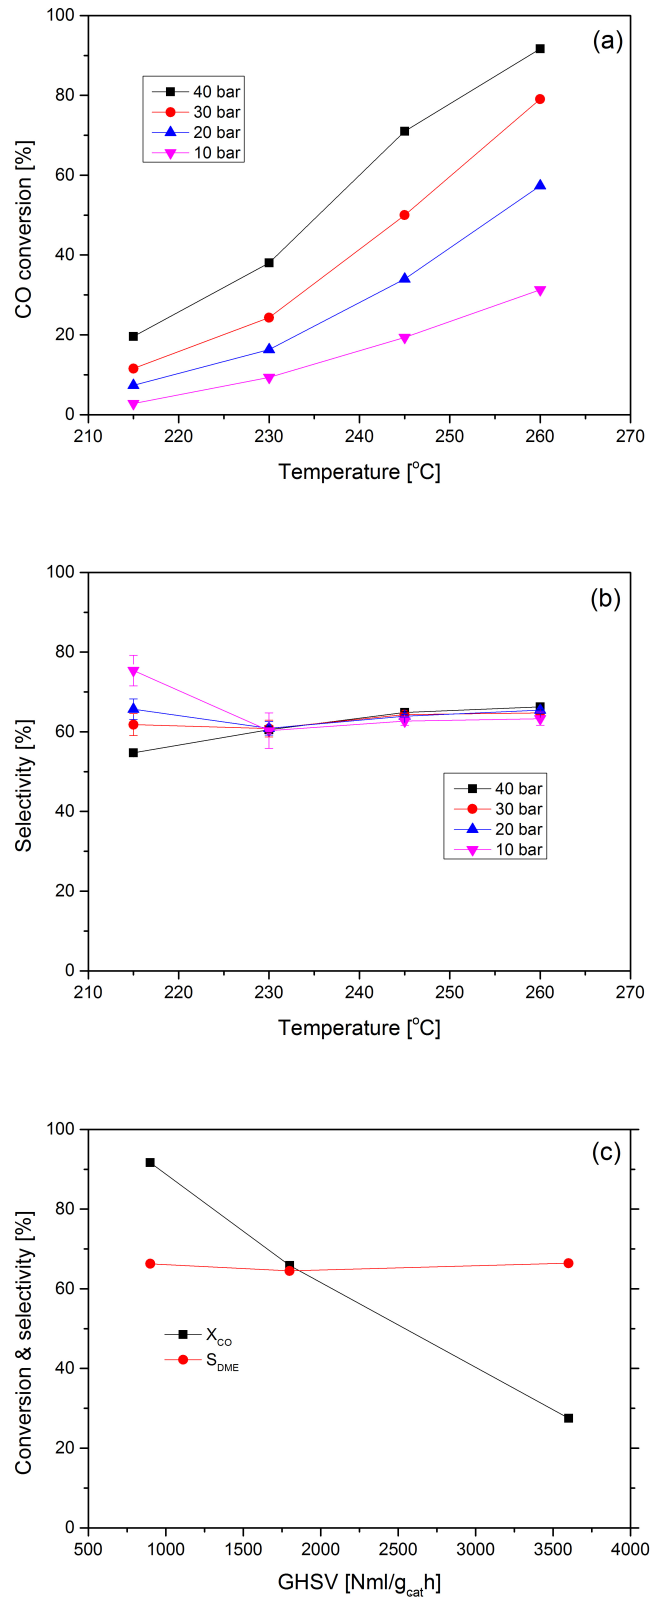 (a)
40 bar
30 bar
20 bar
10 bar
CO conversion [%]
100
80
60
40
20
0
210 220 230 240 250 260 270
Temperature [°C]
(b)
Selectivity [%]
100
80
60
40
20
0
40 bar
30 bar
20 bar
10 bar
210 220 230 240 250 260 270
Temperature [°C]
(c)
Conversion & selectivity [%]
100
80
60
40
20
0
X_CO
S_DME
500 1000 1500 2000 2500 3000 3500 4000
GHSV [Nml/g_cat h]